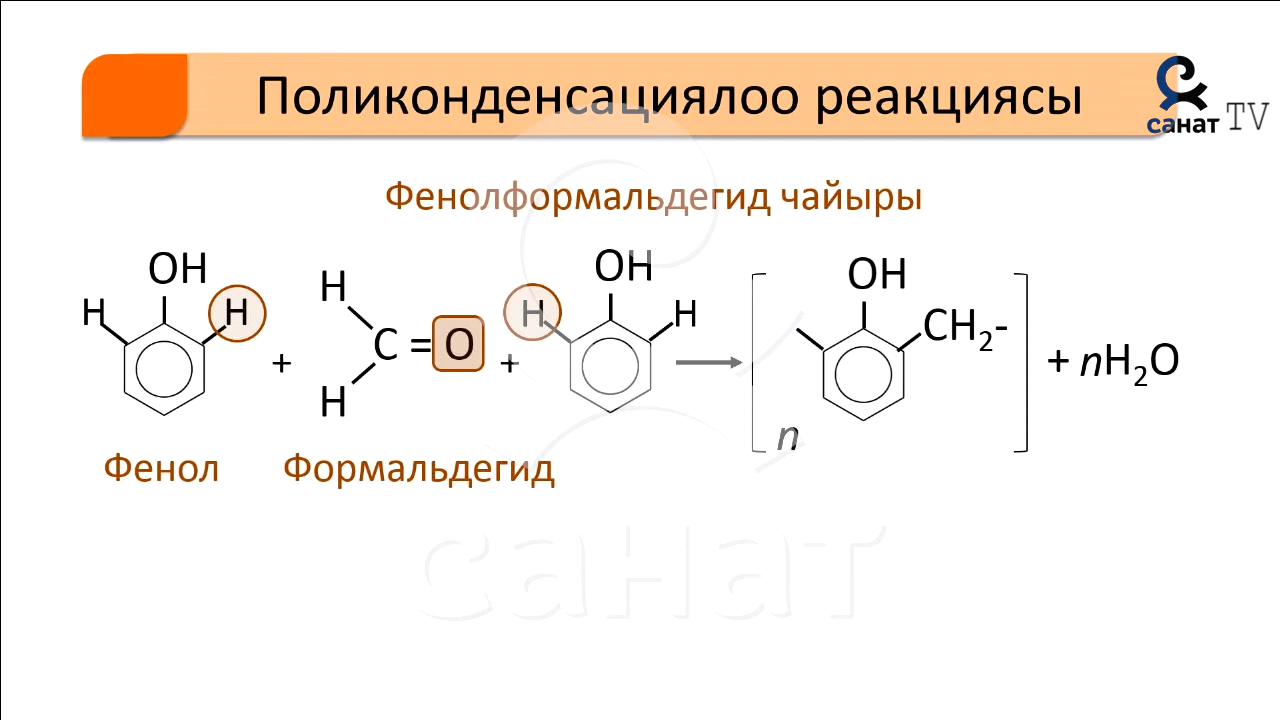 Поликонденсациялоо реакциясы
санат TV
Фенолформальдегид чайыры
OH H H + H H C = O + OH H H OH CH₂- n + nH₂O
Фенол Формальдегид
санат